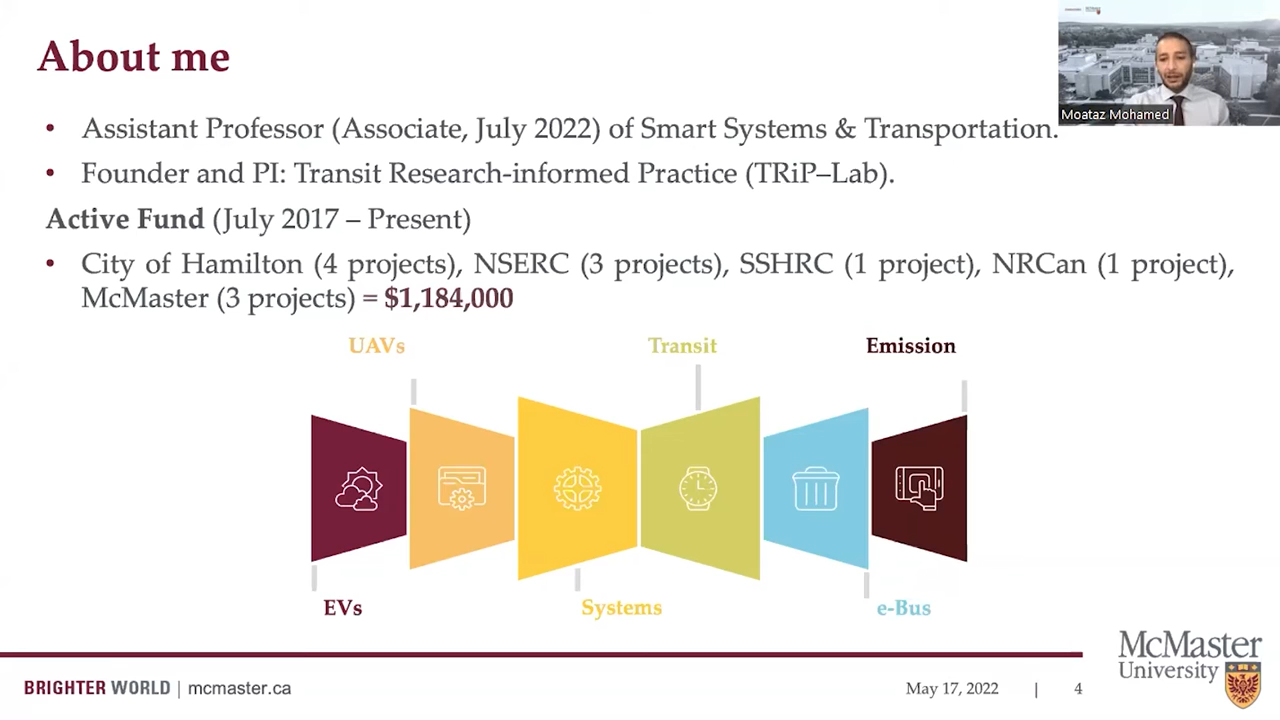 About me
Moataz Mohamed
• Assistant Professor (Associate, July 2022) of Smart Systems & Transportation.
• Founder and PI: Transit Research-informed Practice (TRiP–Lab).
Active Fund (July 2017 – Present)
• City of Hamilton (4 projects), NSERC (3 projects), SSHRC (1 project), NRCan (1 project),
McMaster (3 projects) = $1,184,000
UAVs
Transit
Emission
EVs
Systems
e-Bus
BRIGHTER WORLD | mcmaster.ca
May 17, 2022 | 4
McMaster
University